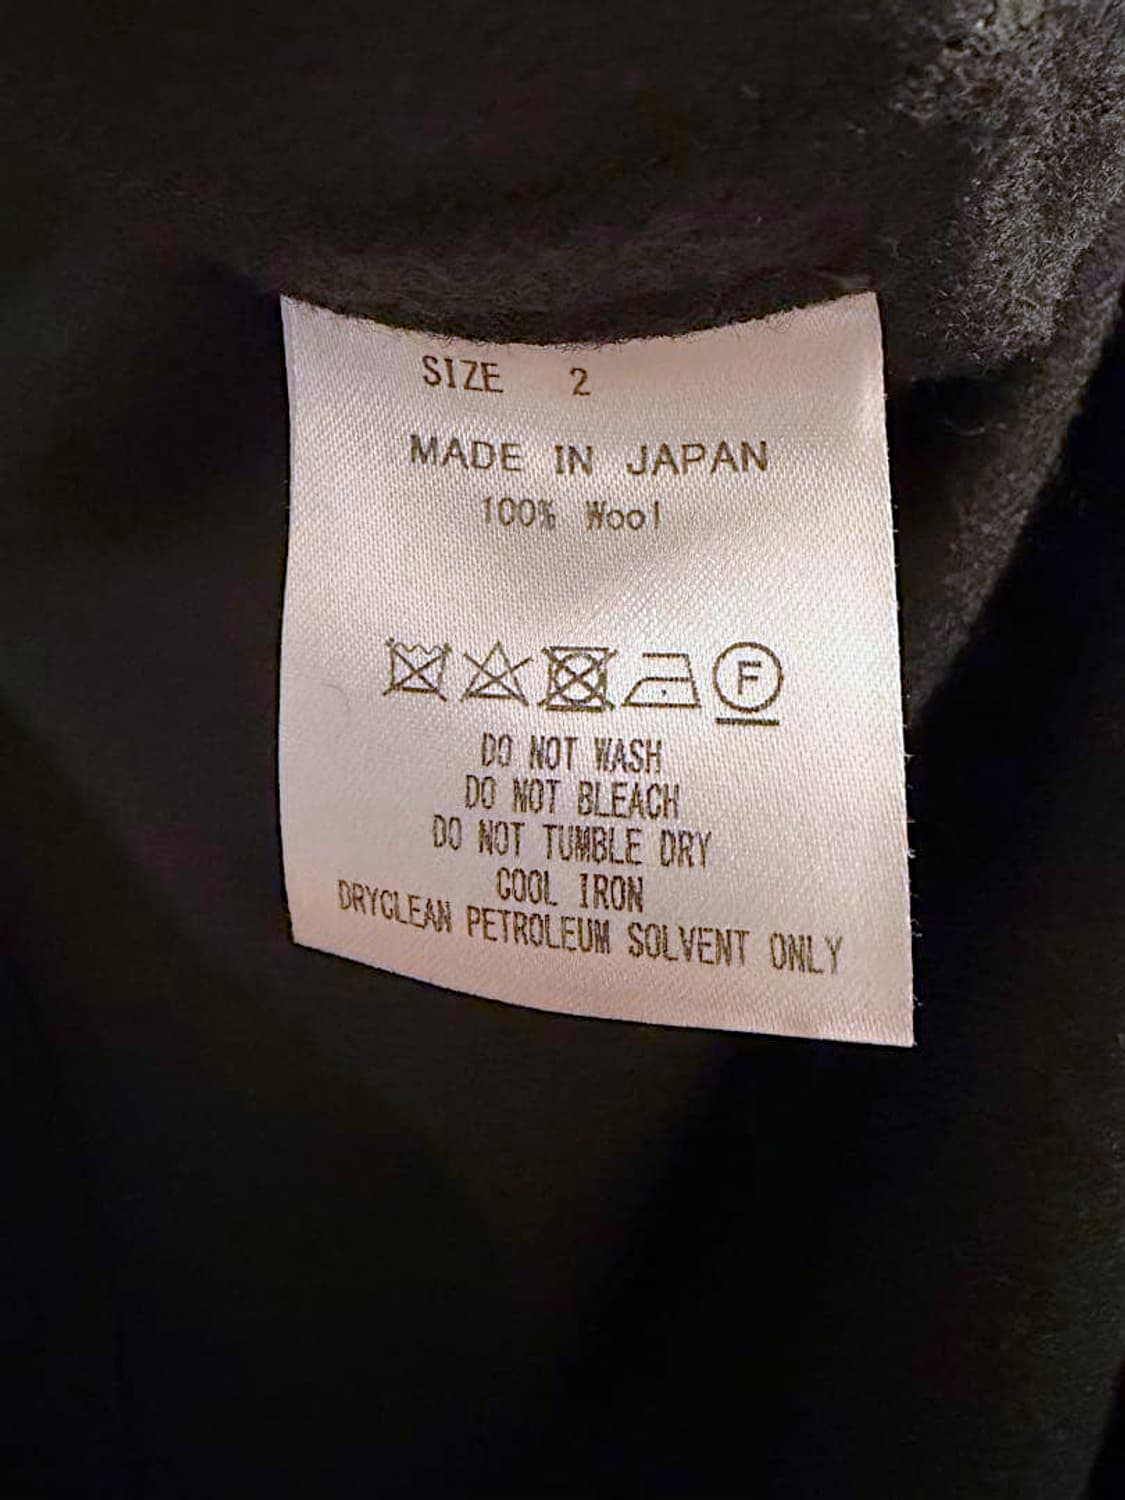 SIZE 2
MADE IN JAPAN
100% Wool
F
DO NOT WASH
DO NOT BLEACH
DO NOT TUMBLE DRY
COOL IRON
DRYCLEAN PETROLEUM SOLVENT ONLY